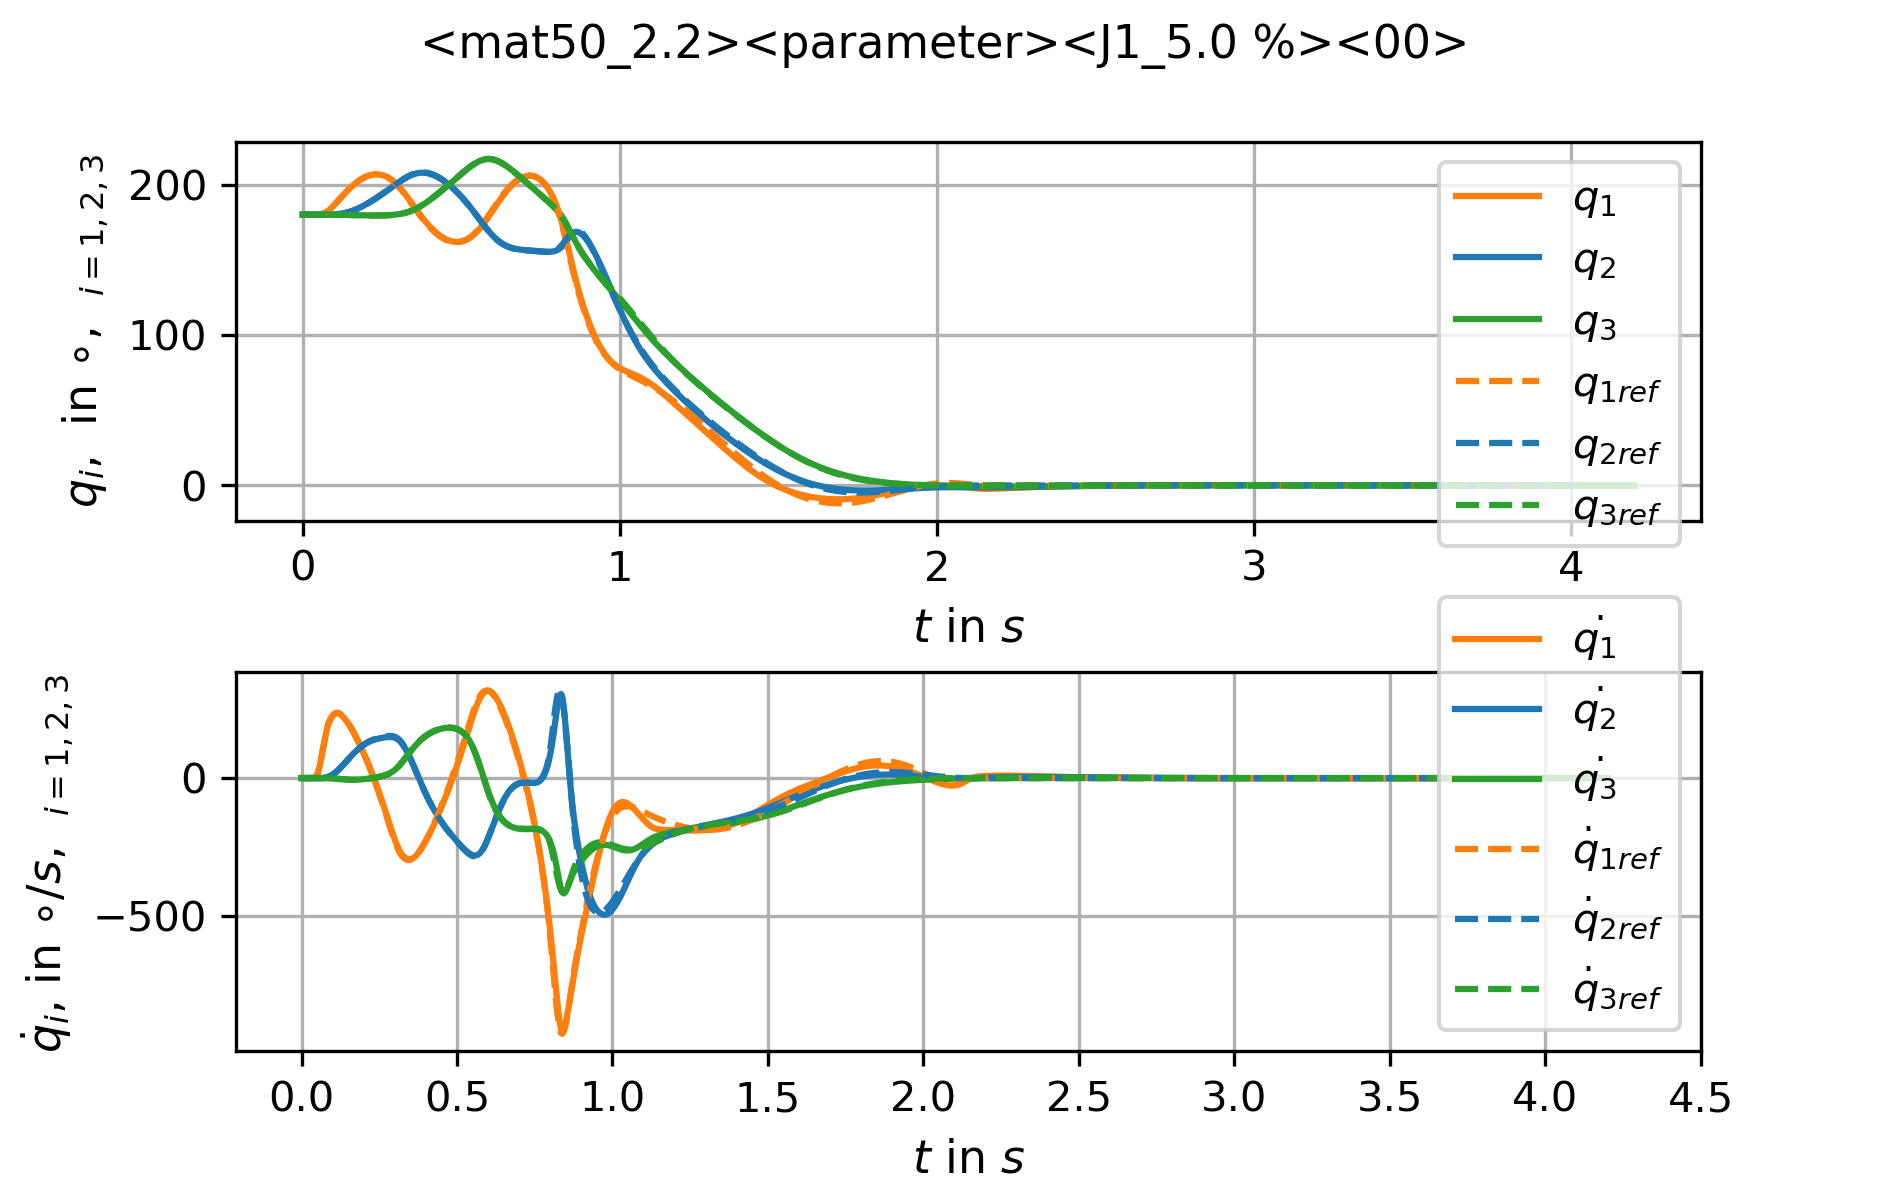 <mat50_2.2><parameter><J1_5.0 %><00>
q_i, in °, i = 1, 2, 3
200
100
0
q_1
q_2
q_3
q_1ref
q_2ref
q_3ref
0 1 2 3 4
t in s
q̇_i, in °/s, i = 1, 2, 3
0
−500
q̇_1
q̇_2
q̇_3
q̇_1ref
q̇_2ref
q̇_3ref
0.0 0.5 1.0 1.5 2.0 2.5 3.0 3.5 4.0 4.5
t in s